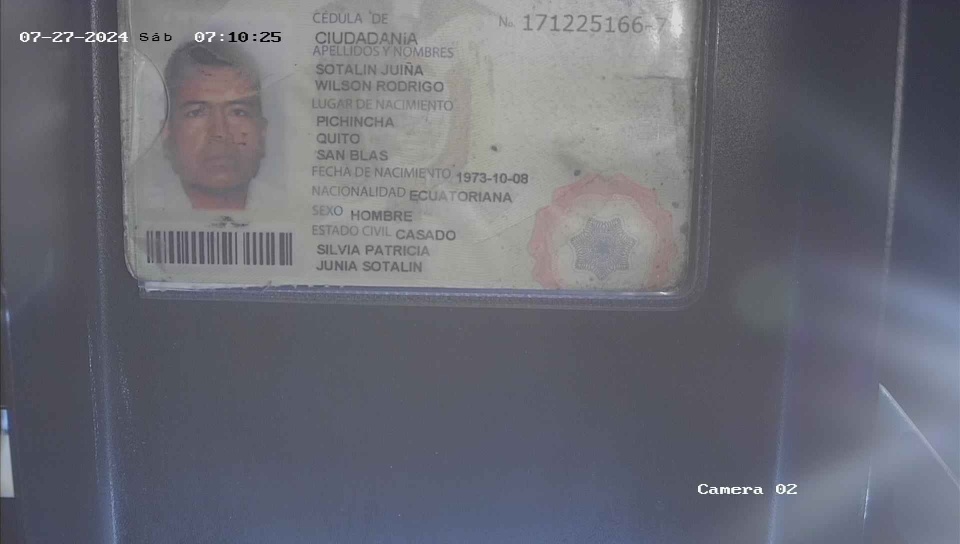 07-27-2024 Sáb 07:10:25
CÉDULA DE
CIUDADANÍA
No. 171225166-7
APELLIDOS Y NOMBRES
SOTALIN JUIÑA
WILSON RODRIGO
LUGAR DE NACIMIENTO
PICHINCHA
QUITO
SAN BLAS
FECHA DE NACIMIENTO 1973-10-08
NACIONALIDAD ECUATORIANA
SEXO HOMBRE
ESTADO CIVIL CASADO
SILVIA PATRICIA
JUNIA SOTALIN
Camera 02